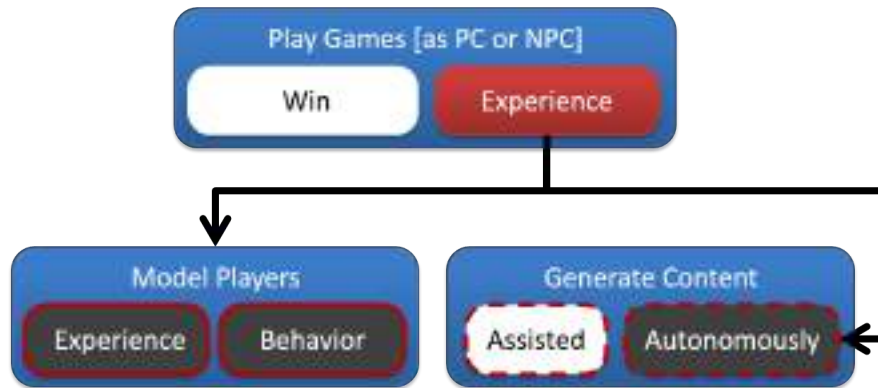 Play Games [as PC or NPC]
Win
Experience
Model Players
Experience
Behavior
Generate Content
Assisted
Autonomously